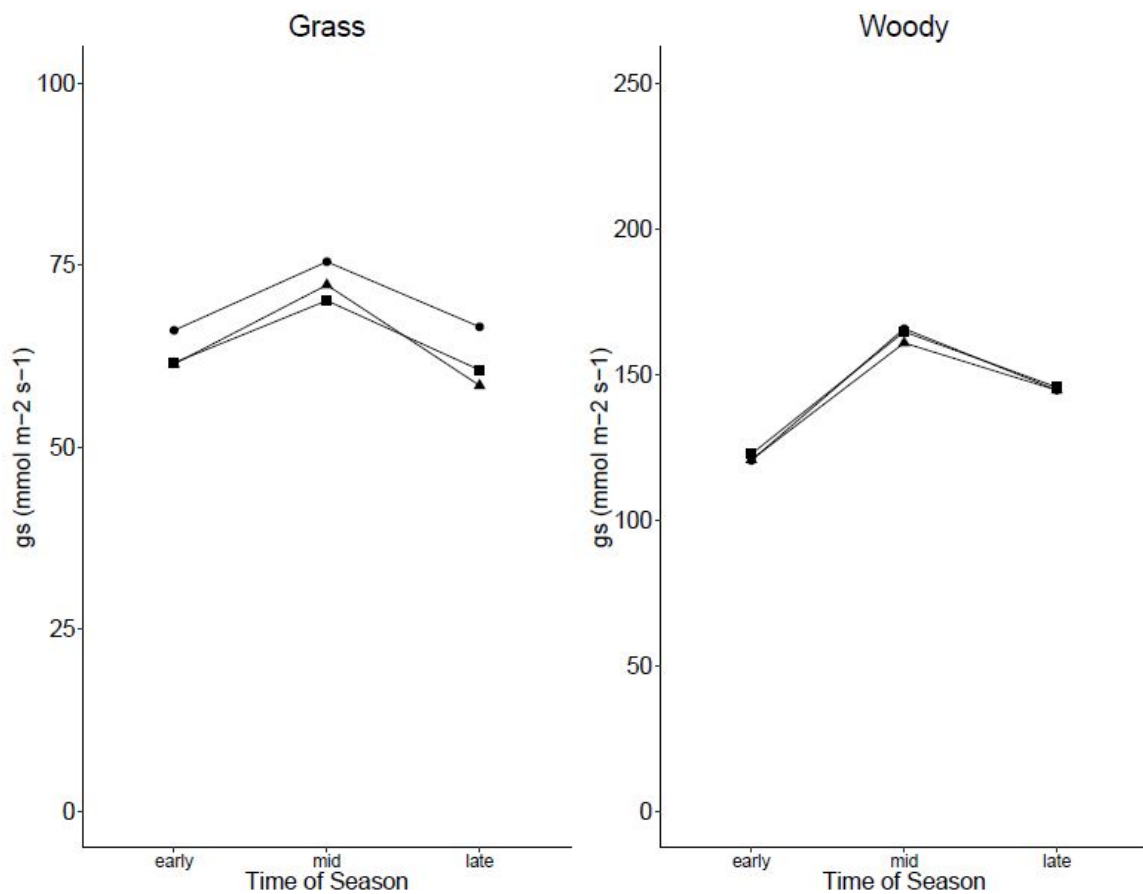 Grass
100
75
50
25
0
gs (mmol m−2 s−1)
early mid late
Time of Season
Woody
250
200
150
100
50
0
gs (mmol m−2 s−1)
early mid late
Time of Season